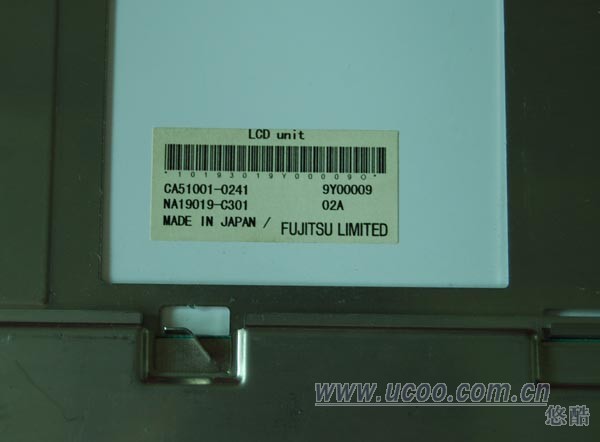 LCD unit
*10193019Y00009O*
CA51001-0241 9Y00009
NA19019-C301 02A
MADE IN JAPAN / FUJITSU LIMITED
www.ucoo.com.cn
悠酷